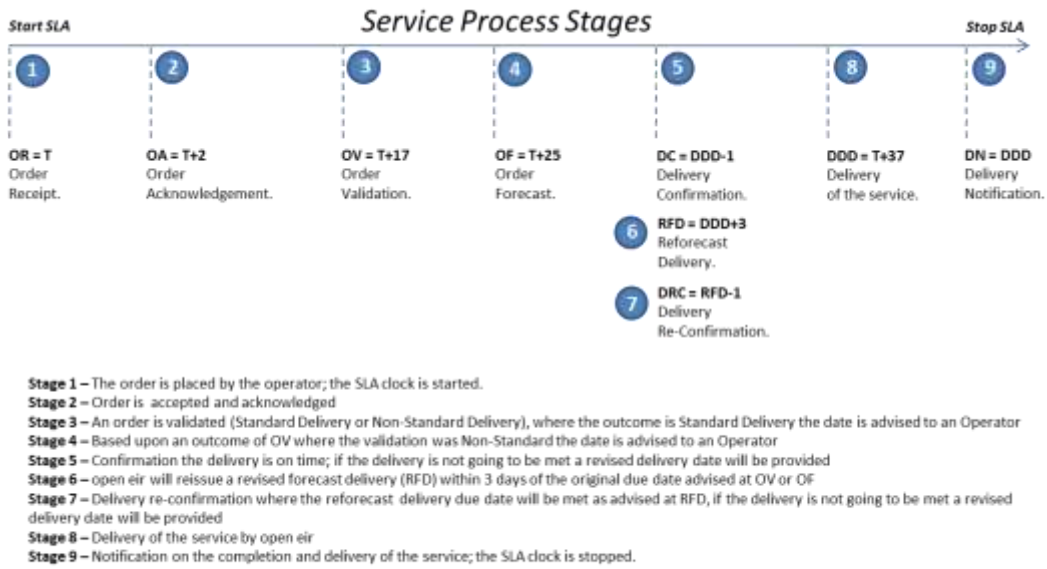 Service Process Stages
Start SLA
Stop SLA
1
2
3
4
5
8
9
OR = T
Order
Receipt.
OA = T+2
Order
Acknowledgement.
OV = T+17
Order
Validation.
OF = T+25
Order
Forecast.
DC = DDD-1
Delivery
Confirmation.
DDD = T+37
Delivery
of the service.
DN = DDD
Delivery
Notification.
6
RFD = DDD+3
Reforecast
Delivery.
7
DRC = RFD-1
Delivery
Re-Confirmation.
Stage 1 – The order is placed by the operator; the SLA clock is started.
Stage 2 – Order is accepted and acknowledged
Stage 3 – An order is validated (Standard Delivery or Non-Standard Delivery), where the outcome is Standard Delivery the date is advised to an Operator
Stage 4 – Based upon an outcome of OV where the validation was Non-Standard the date is advised to an Operator
Stage 5 – Confirmation the delivery is on time; if the delivery is not going to be met a revised delivery date will be provided
Stage 6 – open eir will reissue a revised forecast delivery (RFD) within 3 days of the original due date advised at OV or OF
Stage 7 – Delivery re-confirmation where the reforecast delivery due date will be met as advised at RFD, if the delivery is not going to be met a revised
delivery date will be provided
Stage 8 – Delivery of the service by open eir
Stage 9 – Notification on the completion and delivery of the service; the SLA clock is stopped.